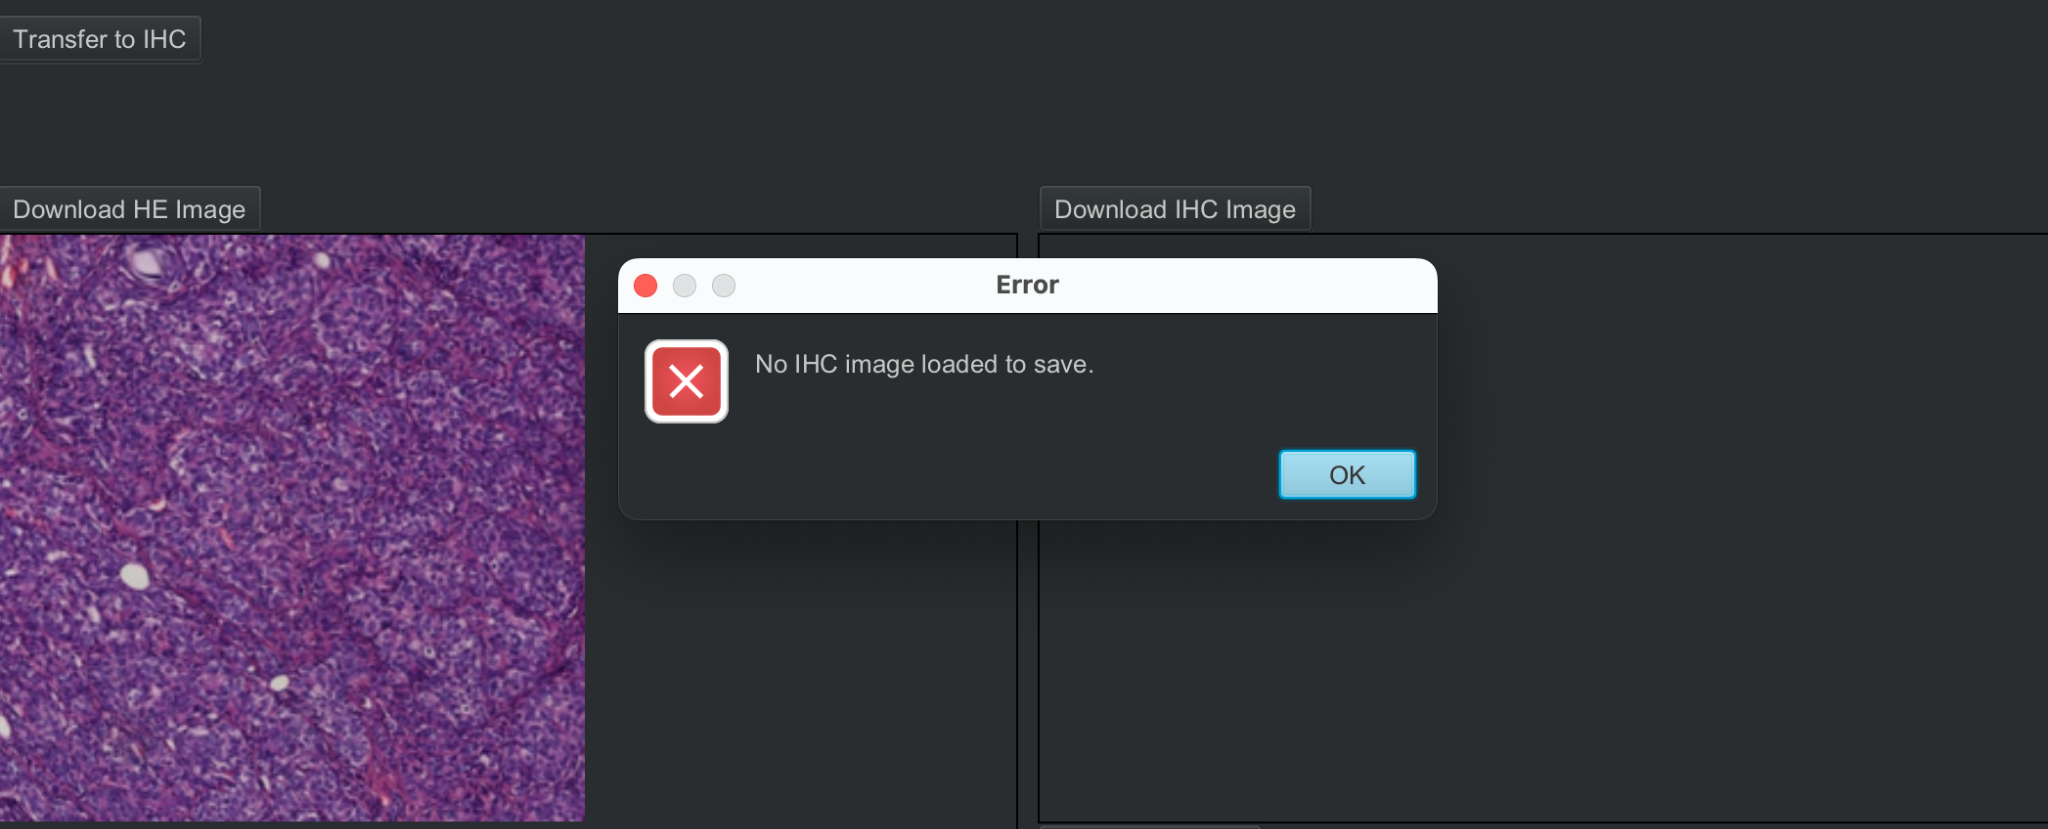 Transfer to IHC
Download HE Image
Download IHC Image
Error
No IHC image loaded to save.
OK